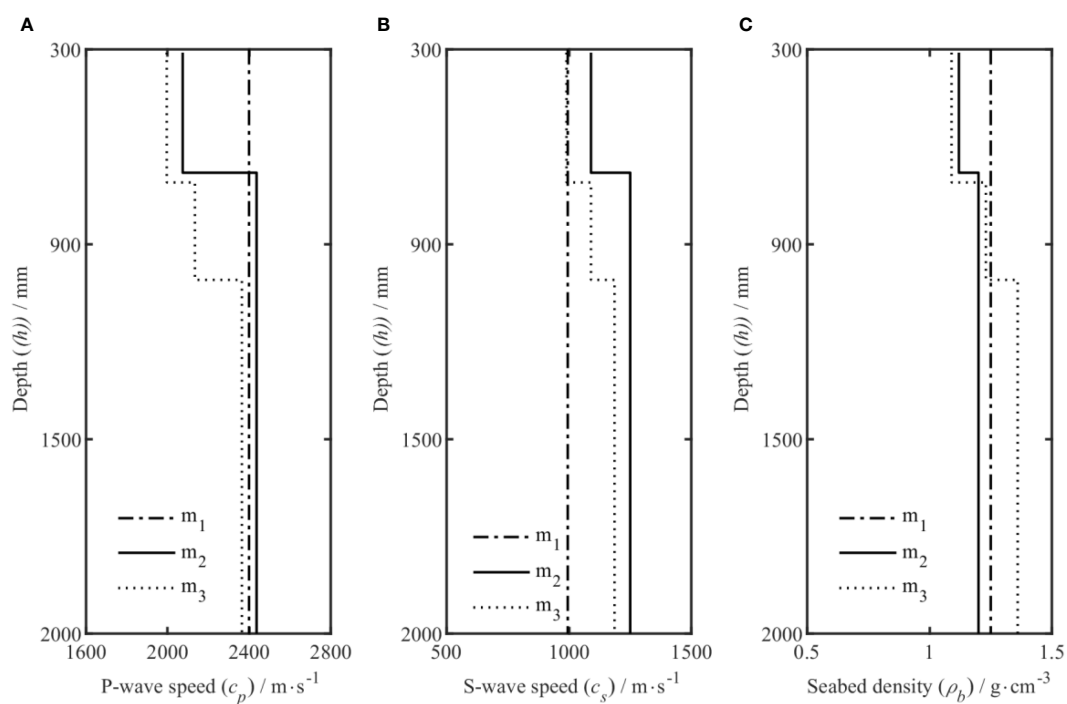 A
300
900
1500
2000
Depth ((h)) / mm
m1
m2
m3
1600 2000 2400 2800
P-wave speed (cp) / m·s-1
B
300
900
1500
2000
Depth ((h)) / mm
m1
m2
m3
500 1000 1500
S-wave speed (cs) / m·s-1
C
300
900
1500
2000
Depth ((h)) / mm
m1
m2
m3
0.5 1 1.5
Seabed density (ρb) / g·cm-3